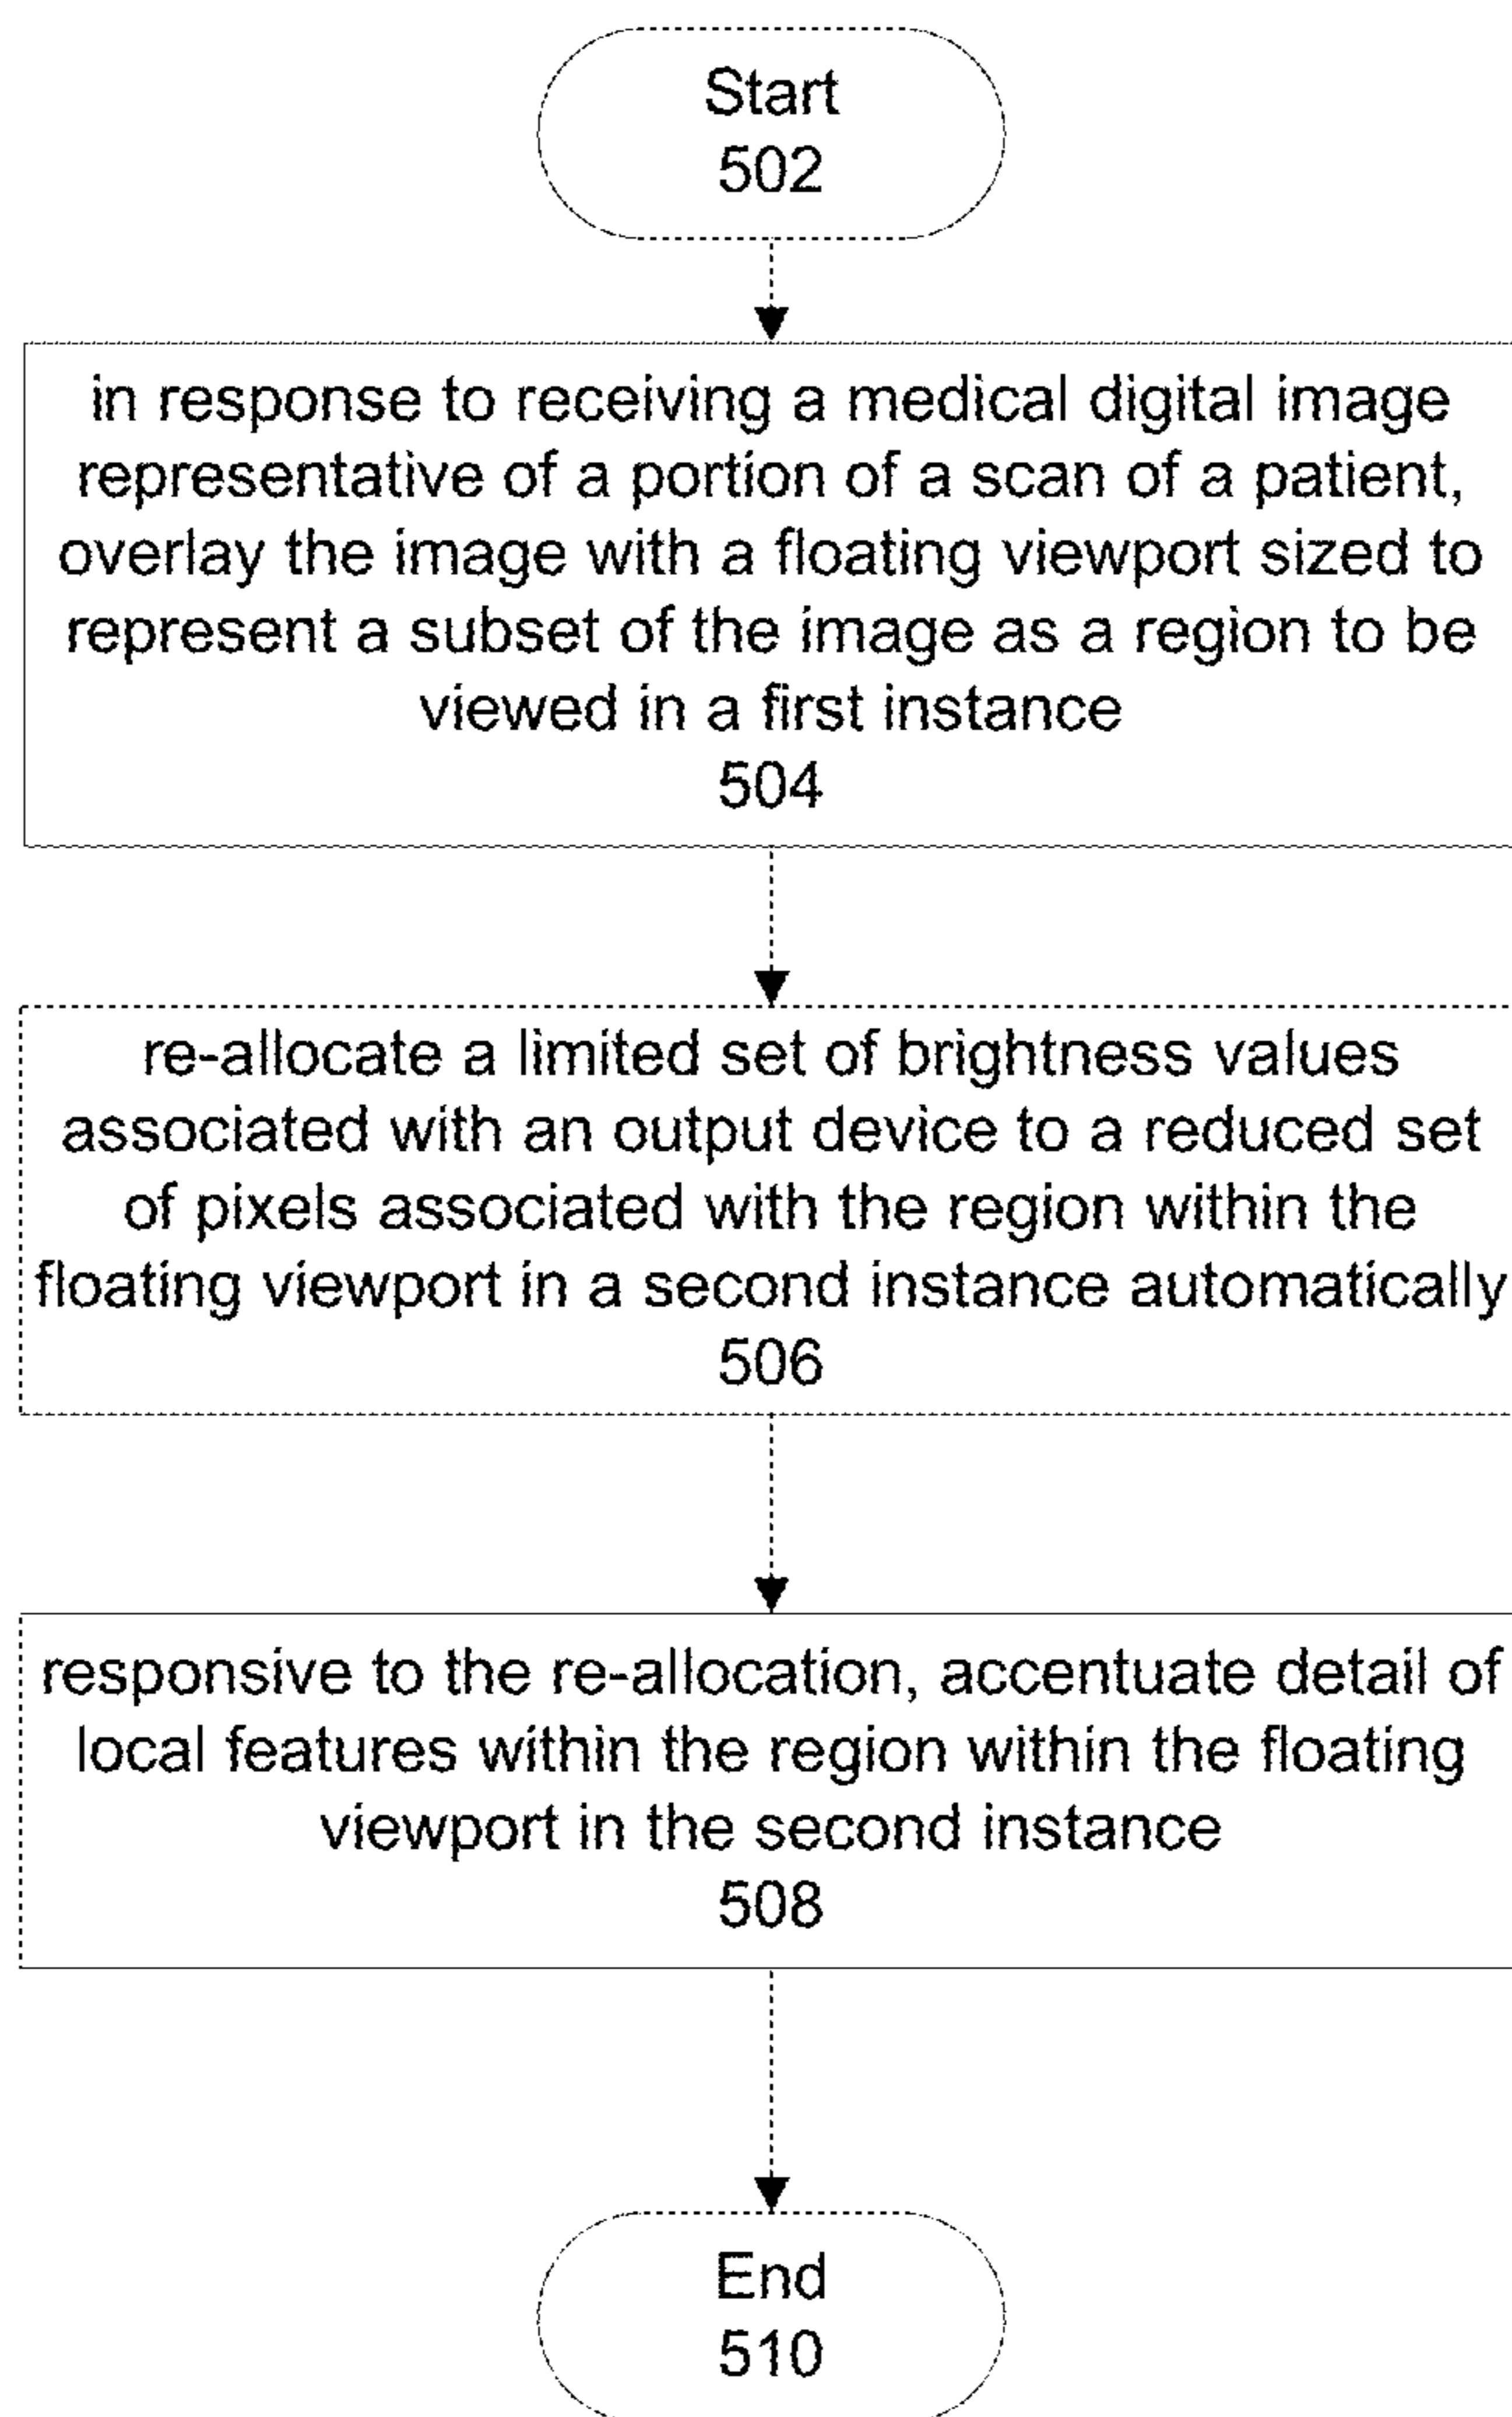 Start
502
in response to receiving a medical digital image
representative of a portion of a scan of a patient,
overlay the image with a floating viewport sized to
represent a subset of the image as a region to be
viewed in a first instance
504
re-allocate a limited set of brightness values
associated with an output device to a reduced set
of pixels associated with the region within the
floating viewport in a second instance automatically
506
responsive to the re-allocation, accentuate detail of
local features within the region within the floating
viewport in the second instance
508
End
510